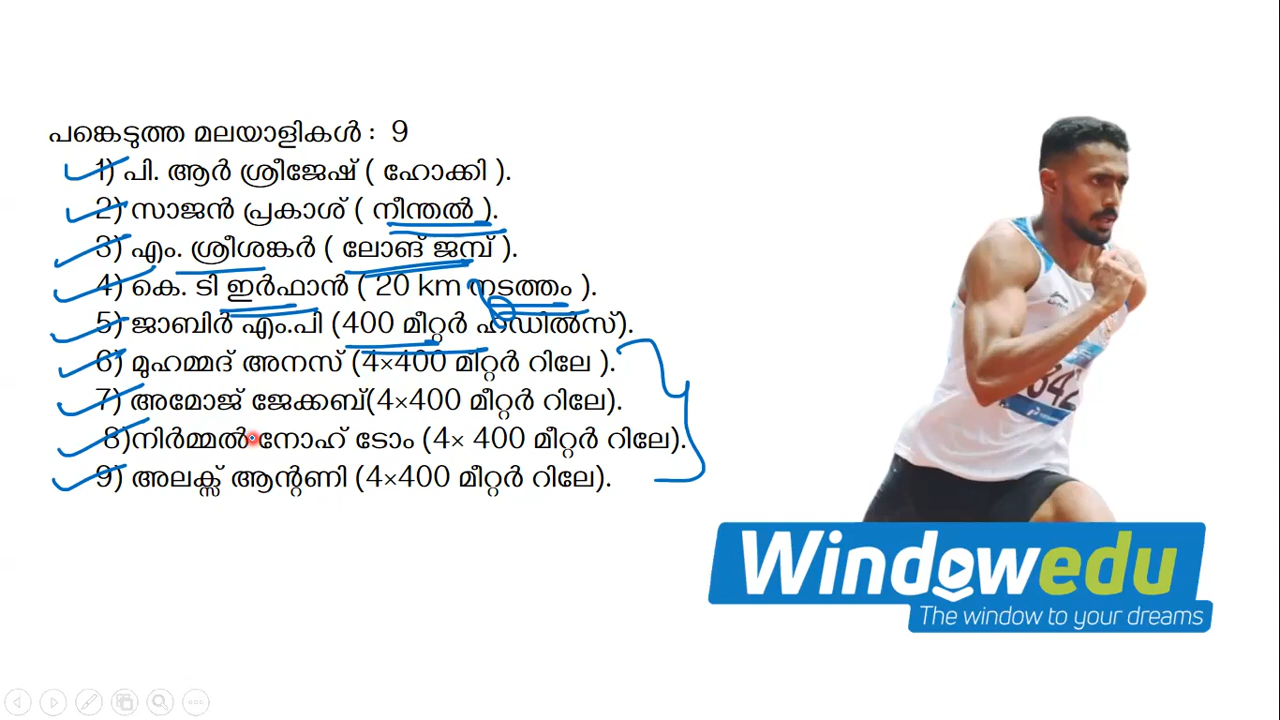 പങ്കെടുത്ത മലയാളികൾ : 9
1) പി. ആർ ശ്രീജേഷ് ( ഹോക്കി ).
2) സാജൻ പ്രകാശ് ( നീന്തൽ ).
3) എം. ശ്രീശങ്കർ ( ലോങ് ജമ്പ് ).
4) കെ. ടി ഇർഫാൻ ( 20 km നടത്തം ).
5) ജാബിർ എം.പി (400 മീറ്റർ ഹഡിൽസ്).
6) മുഹമ്മദ് അനസ് (4×400 മീറ്റർ റിലേ ).
7) അമോജ് ജേക്കബ്(4×400 മീറ്റർ റിലേ).
8)നിർമ്മൽ നോഹ് ടോം (4× 400 മീറ്റർ റിലേ).
9) അലക്സ് ആന്റണി (4×400 മീറ്റർ റിലേ).
Windowedu
The window to your dreams